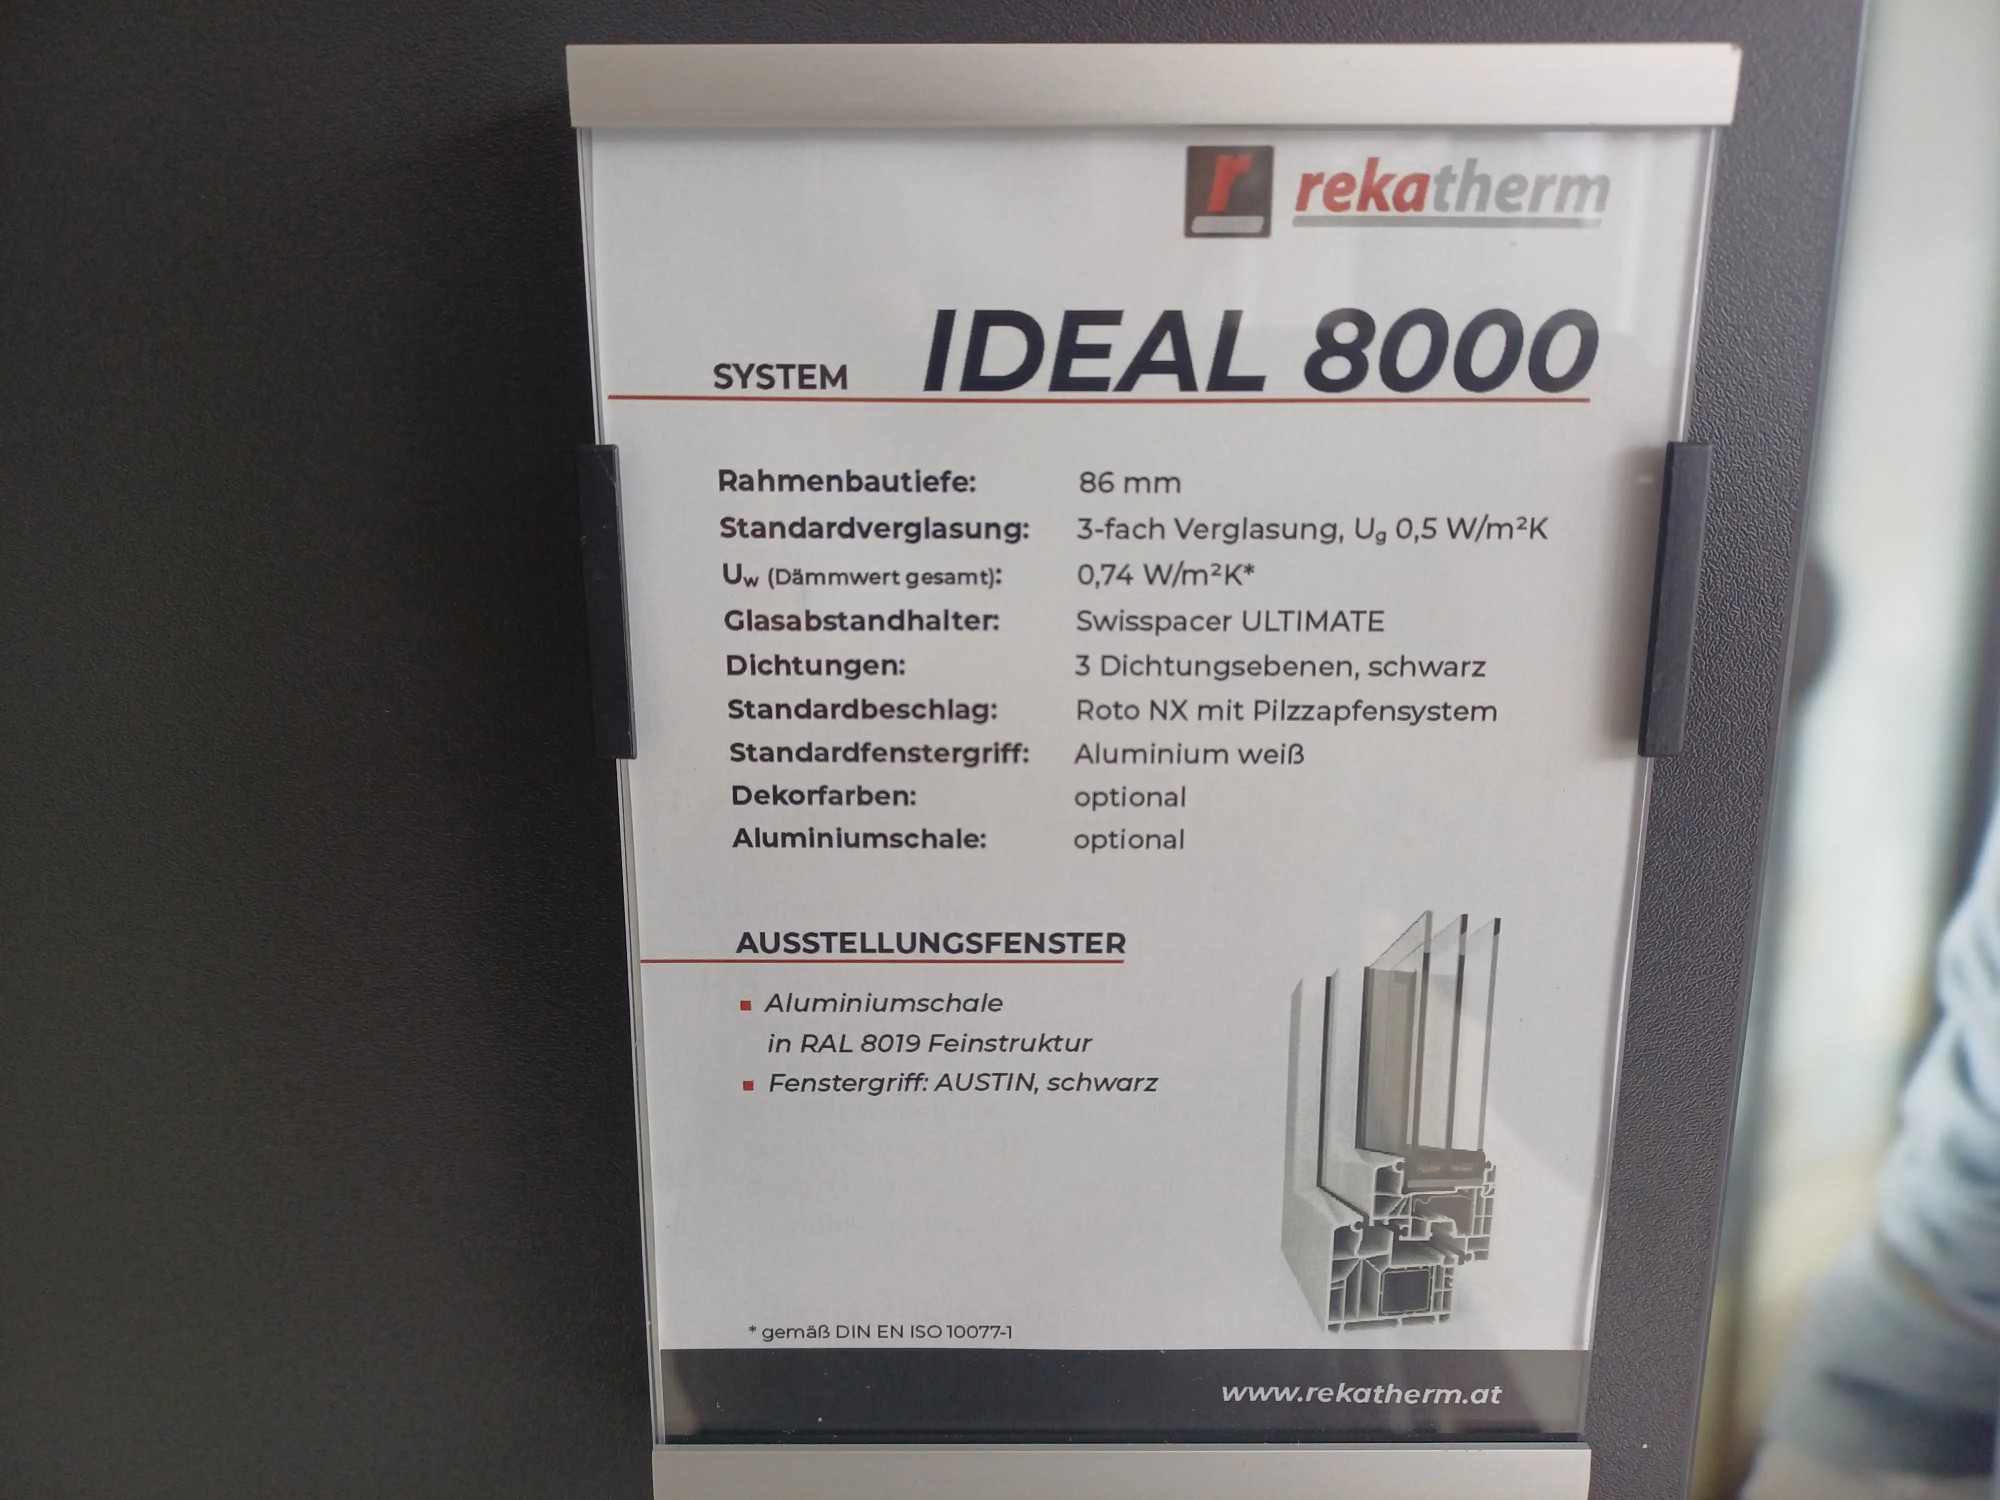 r rekatherm
SYSTEM IDEAL 8000
Rahmenbautiefe: 86 mm
Standardverglasung: 3-fach Verglasung, Ug 0,5 W/m²K
Uw (Dämmwert gesamt): 0,74 W/m²K*
Glasabstandhalter: Swisspacer ULTIMATE
Dichtungen: 3 Dichtungsebenen, schwarz
Standardbeschlag: Roto NX mit Pilzzapfensystem
Standardfenstergriff: Aluminium weiß
Dekorfarben: optional
Aluminiumschale: optional
AUSSTELLUNGSFENSTER
▪ Aluminiumschale
in RAL 8019 Feinstruktur
▪ Fenstergriff: AUSTIN, schwarz
* gemäß DIN EN ISO 10077-1
www.rekatherm.at